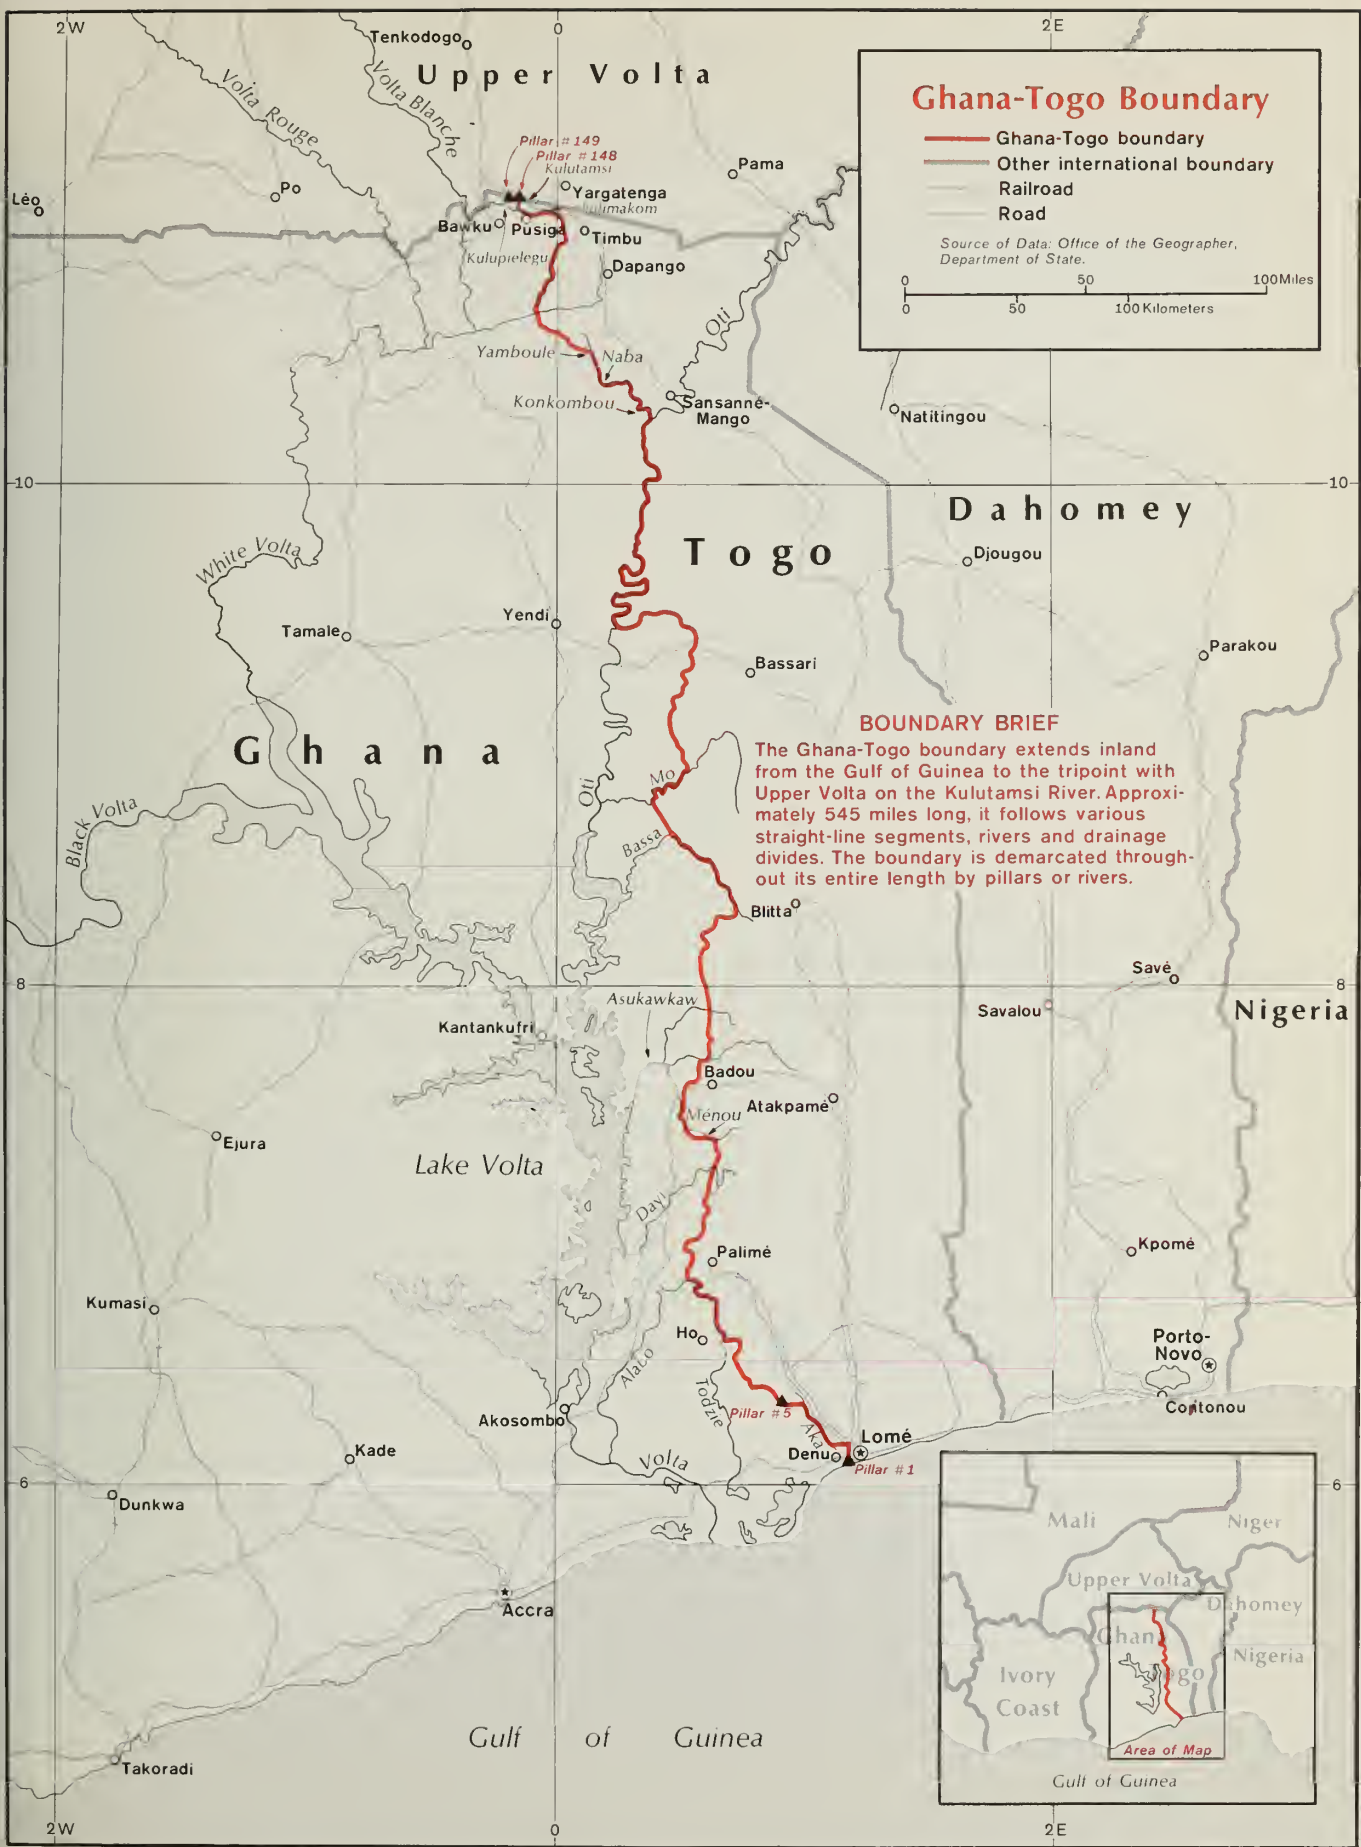 2W
0
2E
Tenkodogo
Upper Volta
Volta Rouge
Volta Blanche
Pillar #149
Pillar #148
Kulutamsi
Léo
Po
Yargatenga
Pama
Bawku
Pusiga
Timbu
Kulupielegu
Dapango
Ghana-Togo Boundary
Ghana-Togo boundary
Other international boundary
Railroad
Road
Source of Data: Office of the Geographer,
Department of State.
0 50 100 Miles
0 50 100 Kilometers
Oti
Yamboule
Naba
Konkombou
Sansanné-
Mango
Natitingou
10
10
Dahomey
Togo
White Volta
Djougou
Tamale
Yendi
Bassari
Parakou
Ghana
Mo
Oti
Black Volta
Bassa
BOUNDARY BRIEF
The Ghana-Togo boundary extends inland
from the Gulf of Guinea to the tripoint with
Upper Volta on the Kulutamsi River. Approxi-
mately 545 miles long, it follows various
straight-line segments, rivers and drainage
divides. The boundary is demarcated through-
out its entire length by pillars or rivers.
Blitta
8
8
Savé
Asukawkaw
Savalou
Nigeria
Kantankufri
Badou
Atakpamé
Ménou
Ejura
Lake Volta
Dayi
Palimé
Kpomé
Kumasi
Ho
Porto-
Novo
Alabo
Todzie
Akosombo
Pillar #5
Aka
Cotonou
Kade
Volta
Denu
Lomé
Pillar #1
6
6
Dunkwa
Accra
Takoradi
Gulf of Guinea
Mali
Niger
Upper Volta
Dahomey
Ghana
Togo
Nigeria
Ivory
Coast
Area of Map
Gulf of Guinea
2W
0
2E